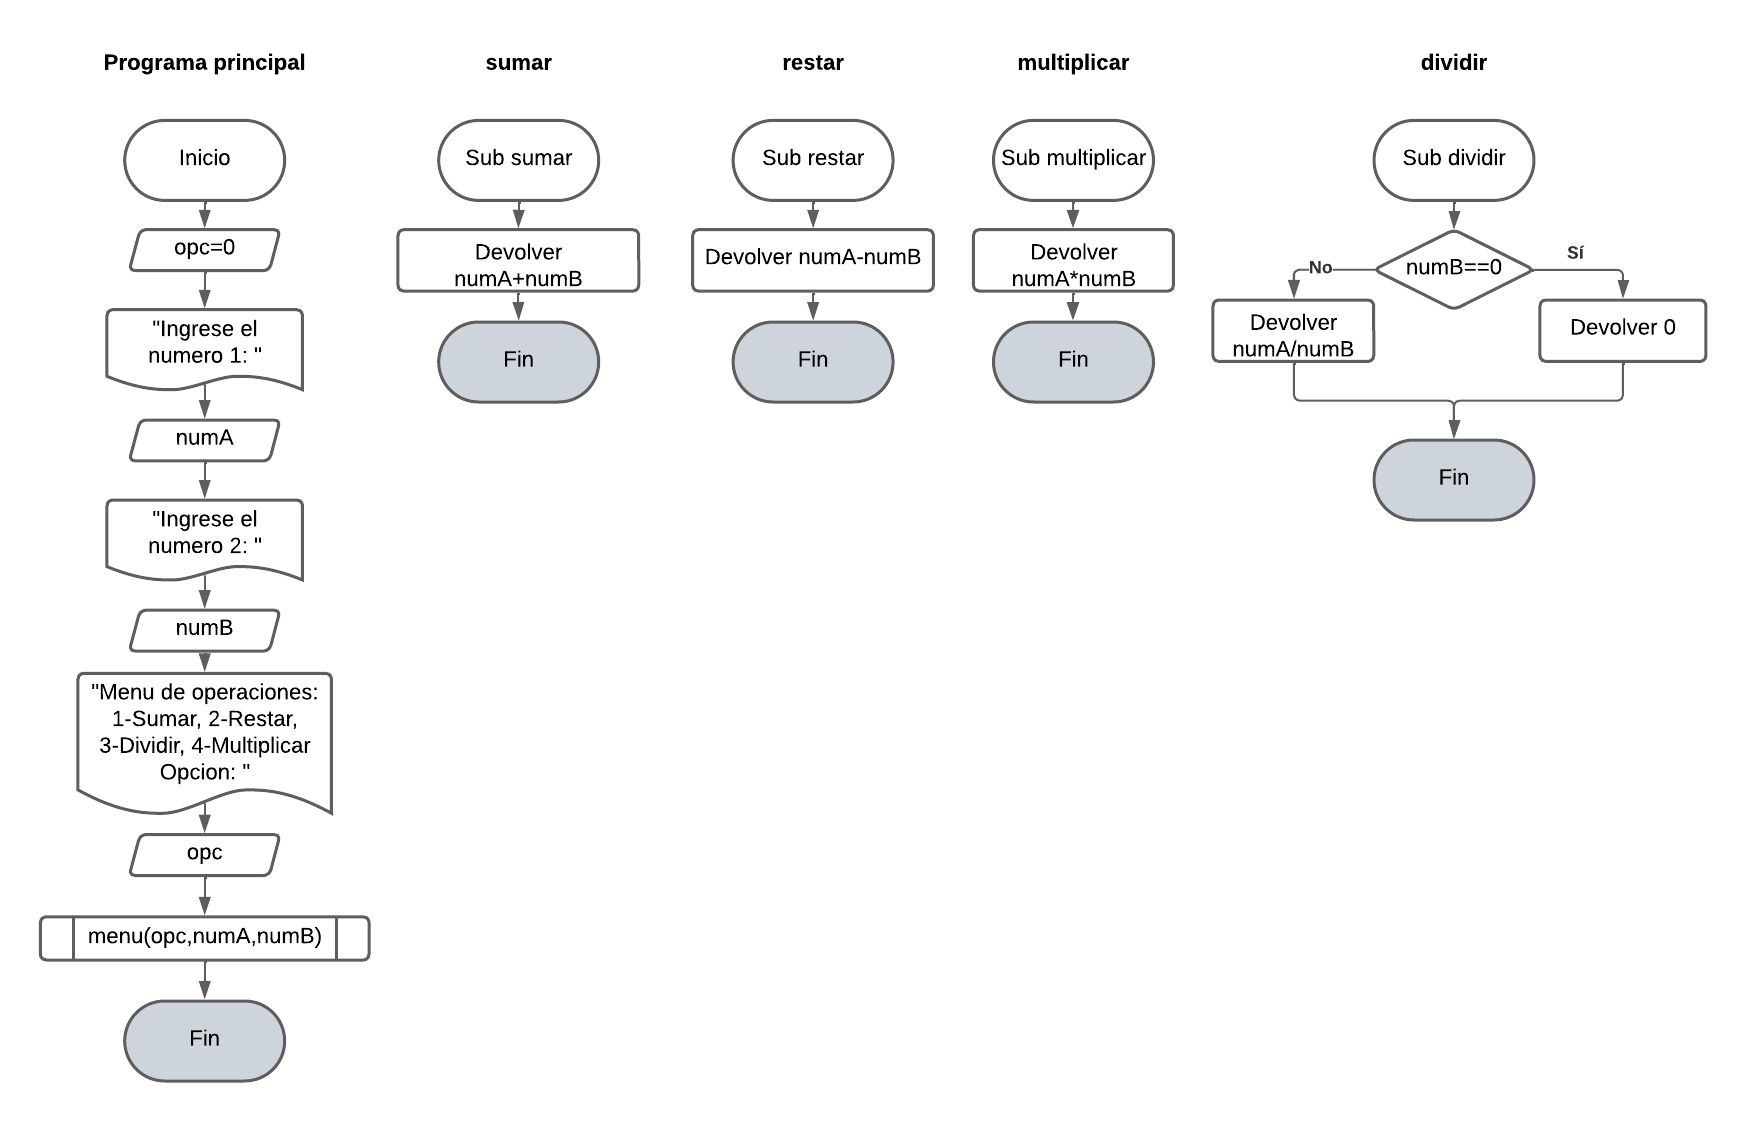 Programa principal
Inicio
opc=0
"Ingrese el
numero 1: "
numA
"Ingrese el
numero 2: "
numB
"Menu de operaciones:
1-Sumar, 2-Restar,
3-Dividir, 4-Multiplicar
Opcion: "
opc
menu(opc,numA,numB)
Fin
sumar
Sub sumar
Devolver
numA+numB
Fin
restar
Sub restar
Devolver numA-numB
Fin
multiplicar
Sub multiplicar
Devolver
numA*numB
Fin
dividir
Sub dividir
numB==0
No
Sí
Devolver
numA/numB
Devolver 0
Fin